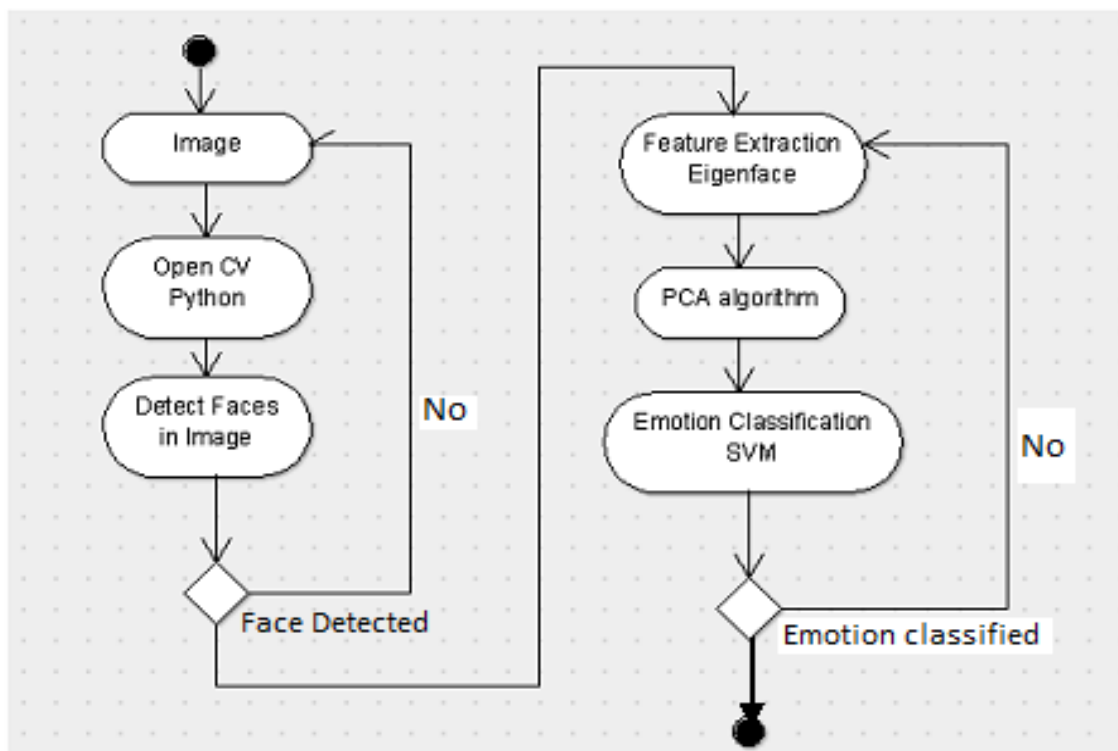 Image
Open CV
Python
Detect Faces
in Image
No
Face Detected
Feature Extraction
Eigenface
PCA algorithm
Emotion Classification
SVM
No
Emotion classified